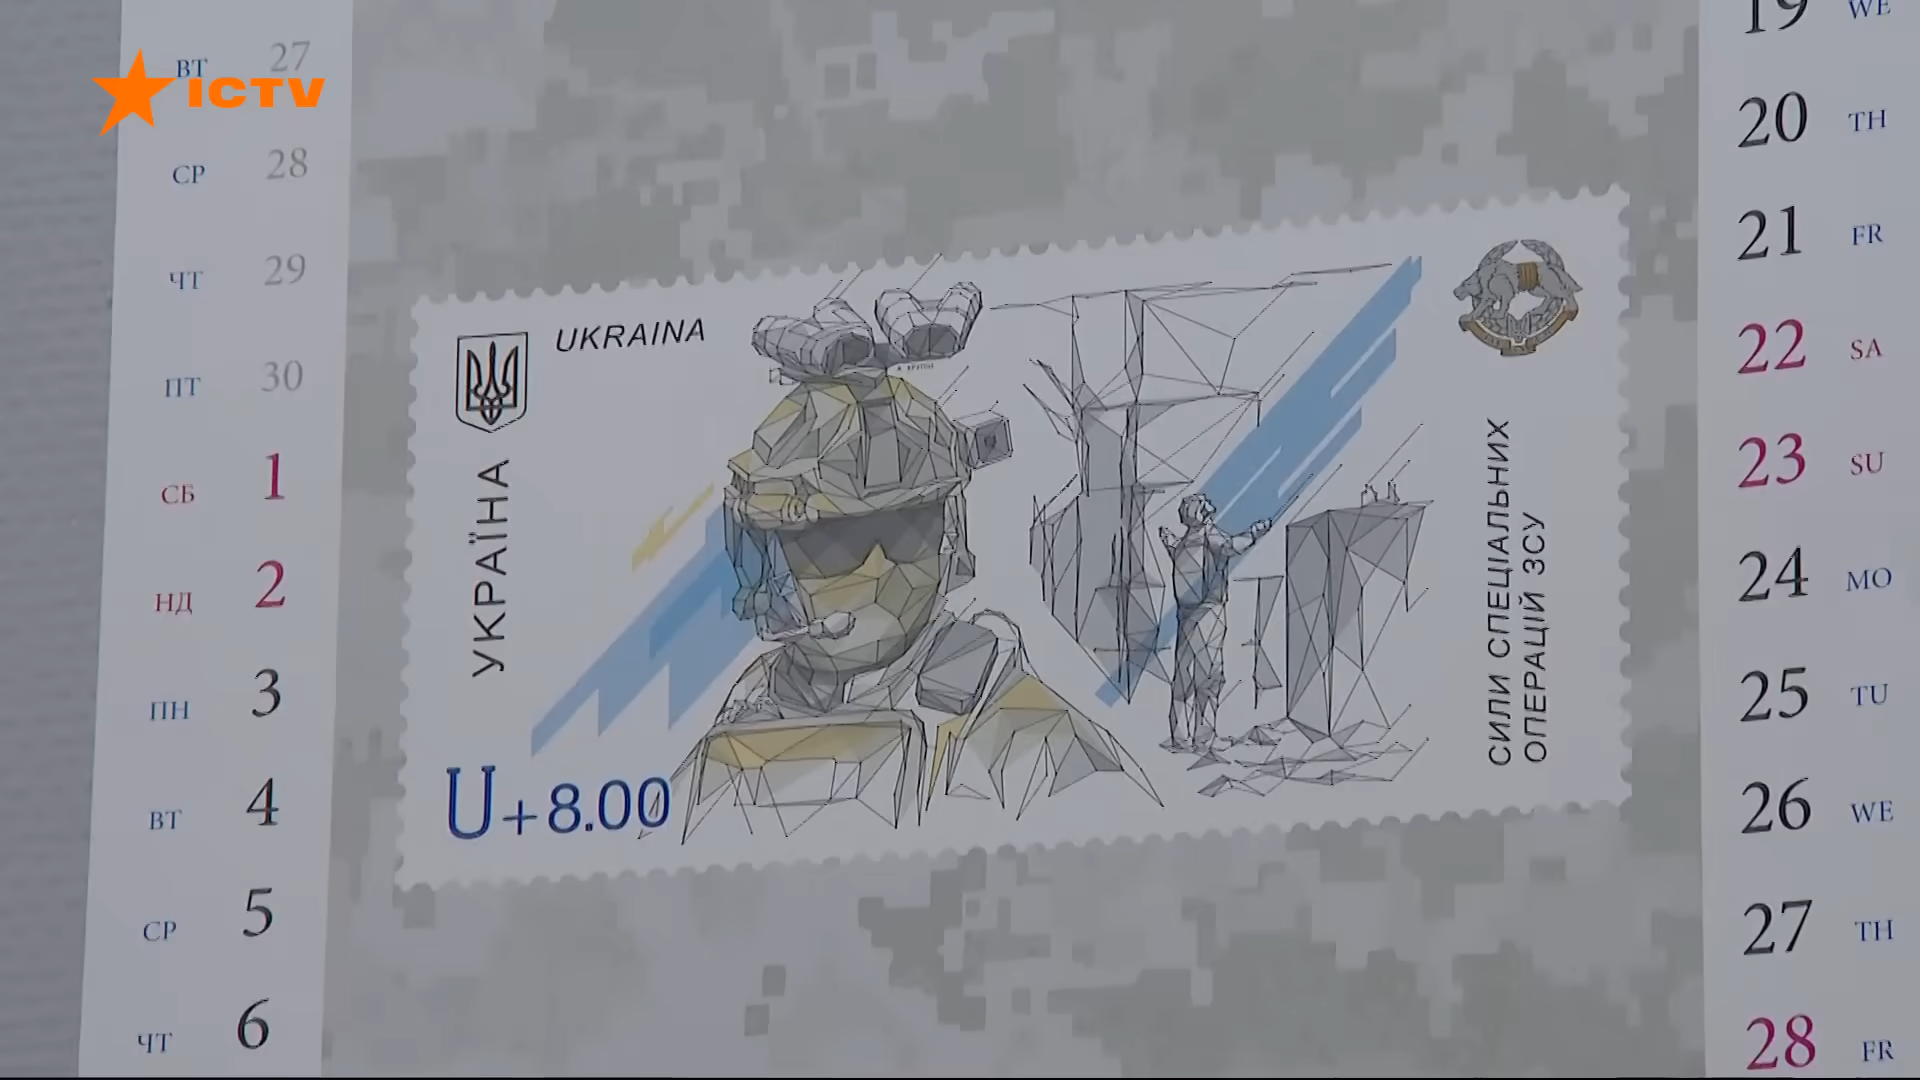 ICTV
ВТ 27
СР 28
ЧТ 29
ПТ 30
СБ 1
НД 2
ПН 3
ВТ 4
СР 5
ЧТ 6
UKRAINA
УКРАЇНА
U+8.00
СИЛИ СПЕЦІАЛЬНИХ
ОПЕРАЦІЙ ЗСУ
19 WE
20 TH
21 FR
22 SA
23 SU
24 MO
25 TU
26 WE
27 TH
28 FR